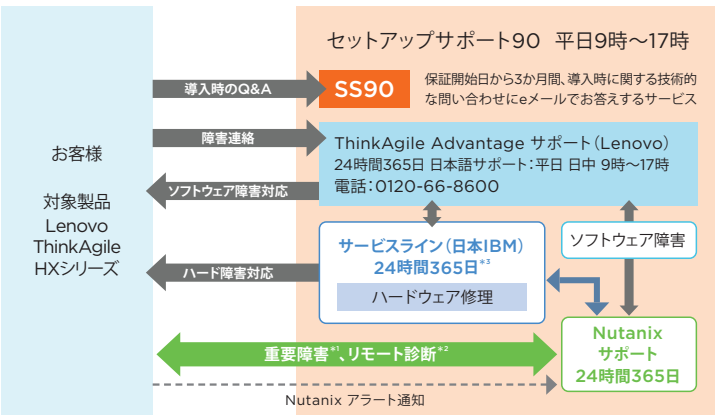 セットアップサポート90 平日9時〜17時
導入時のQ&A
SS90
保証開始日から3か月間、導入時に関する技術的
な問い合わせにeメールでお答えするサービス
お客様
対象製品
Lenovo
ThinkAgile
HXシリーズ
障害連絡
ThinkAgile Advantage サポート（Lenovo）
24時間365日 日本語サポート：平日 日中 9時〜17時
電話：0120-66-8600
ソフトウェア障害対応
サービスライン（日本IBM）
24時間365日*3
ハードウェア修理
ソフトウェア障害
ハード障害対応
重要障害*1、リモート診断*2
Nutanix
サポート
24時間365日
Nutanix アラート通知